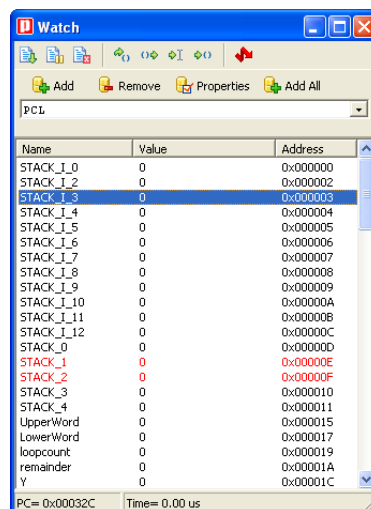 Watch
Add Remove Properties Add All
PCL
Name Value Address
STACK_I_0 0 0x000000
STACK_I_2 0 0x000002
STACK_I_3 0 0x000003
STACK_I_4 0 0x000004
STACK_I_5 0 0x000005
STACK_I_6 0 0x000006
STACK_I_7 0 0x000007
STACK_I_8 0 0x000008
STACK_I_9 0 0x000009
STACK_I_10 0 0x00000A
STACK_I_11 0 0x00000B
STACK_I_12 0 0x00000C
STACK_0 0 0x00000D
STACK_1 0 0x00000E
STACK_2 0 0x00000F
STACK_3 0 0x000010
STACK_4 0 0x000011
UpperWord 0 0x000015
LowerWord 0 0x000017
loopcount 0 0x000019
remainder 0 0x00001A
Y 0 0x00001C
PC= 0x00032C Time= 0.00 us